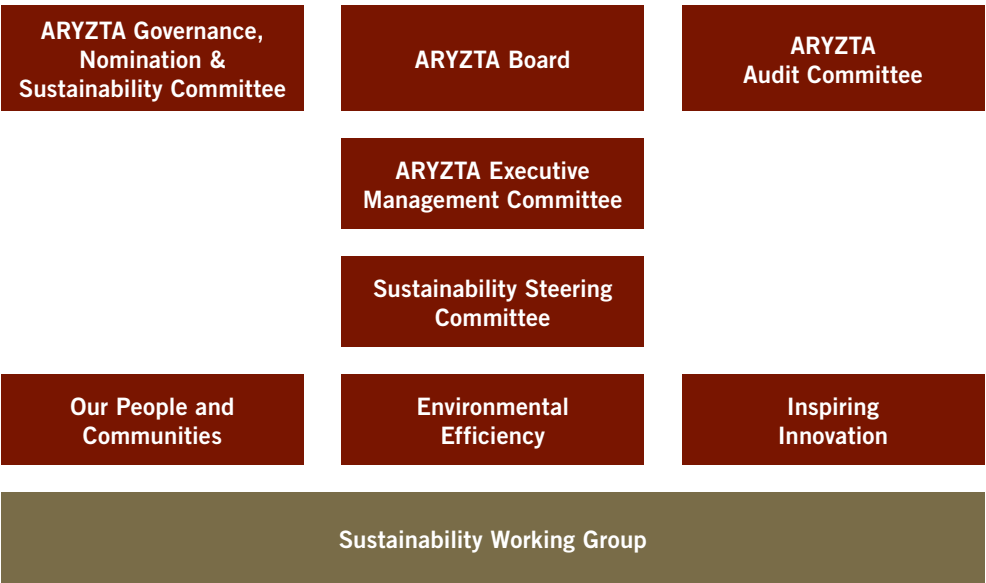 ARYZTA Governance,
Nomination &
Sustainability Committee
ARYZTA Board
ARYZTA
Audit Committee
ARYZTA Executive
Management Committee
Sustainability Steering
Committee
Our People and
Communities
Environmental
Efficiency
Inspiring
Innovation
Sustainability Working Group